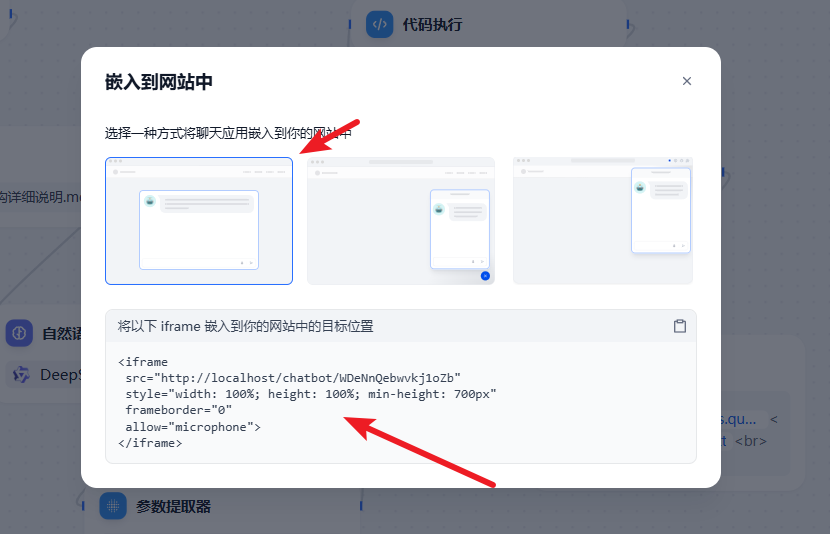 代码执行
嵌入到网站中
选择一种方式将聊天应用嵌入到你的网站中
构详细说明.m
自然语
DeepS
将以下 iframe 嵌入到你的网站中的目标位置
<iframe
src="http://localhost/chatbot/WDeNnQebwvkj1oZb"
style="width: 100%; height: 100%; min-height: 700px"
frameborder="0"
allow="microphone">
</iframe>
s.qu... <
t <br>
参数提取器